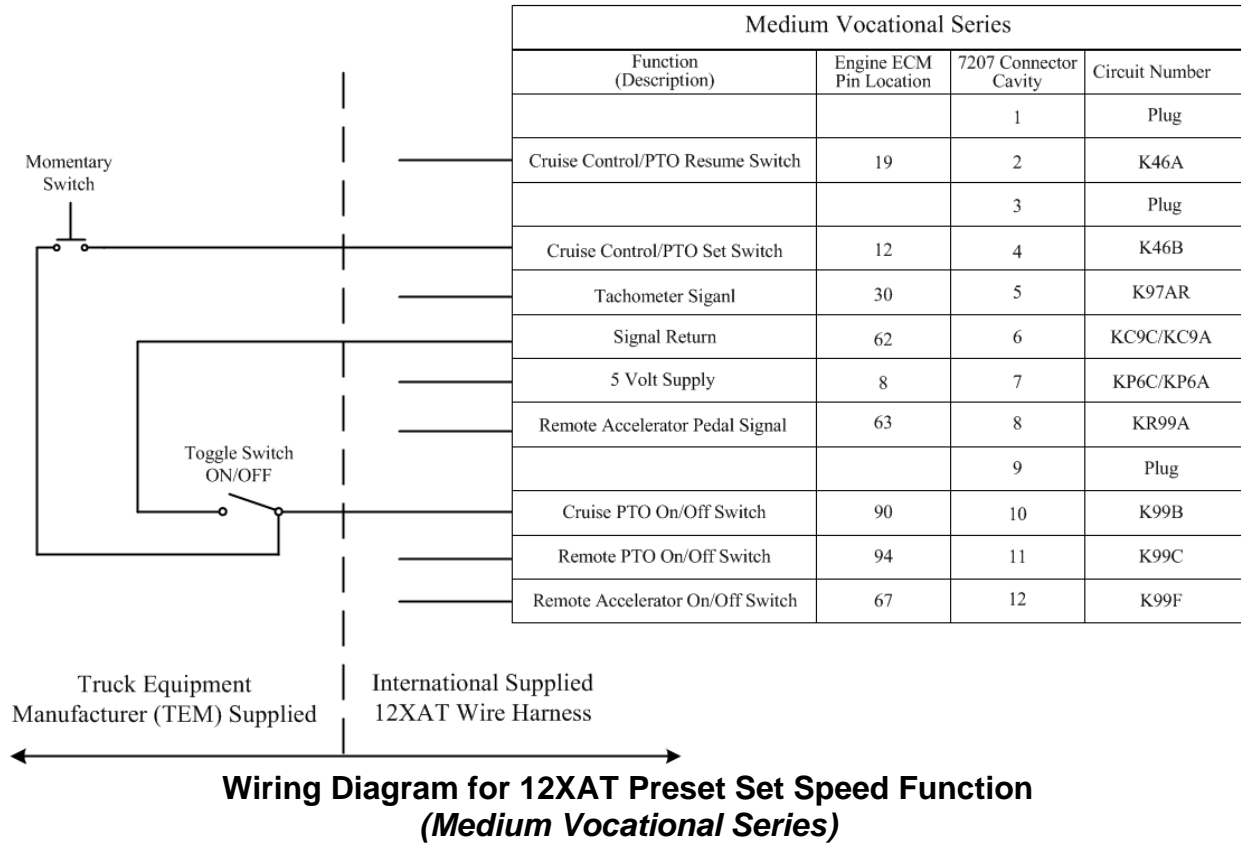 Medium Vocational Series
Function
(Description)
Engine ECM
Pin Location
7207 Connector
Cavity
Circuit Number
1 Plug
Momentary
Switch
Cruise Control/PTO Resume Switch 19 2 K46A
3 Plug
Cruise Control/PTO Set Switch 12 4 K46B
Tachometer Siganl 30 5 K97AR
Signal Return 62 6 KC9C/KC9A
5 Volt Supply 8 7 KP6C/KP6A
Remote Accelerator Pedal Signal 63 8 KR99A
Toggle Switch
ON/OFF
9 Plug
Cruise PTO On/Off Switch 90 10 K99B
Remote PTO On/Off Switch 94 11 K99C
Remote Accelerator On/Off Switch 67 12 K99F
Truck Equipment
Manufacturer (TEM) Supplied
International Supplied
12XAT Wire Harness
Wiring Diagram for 12XAT Preset Set Speed Function
(Medium Vocational Series)